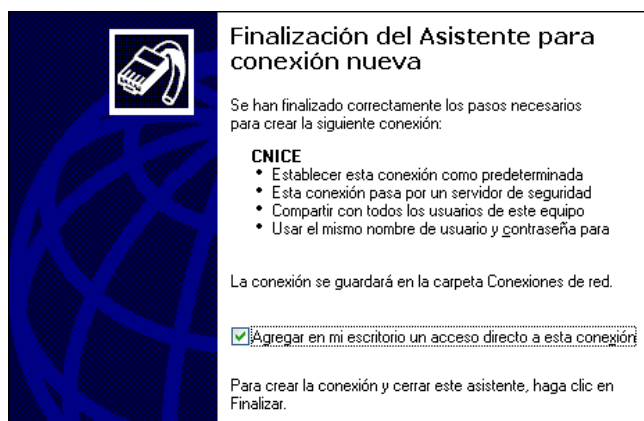 Finalización del Asistente para
conexión nueva
Se han finalizado correctamente los pasos necesarios
para crear la siguiente conexión:
CNICE
• Establecer esta conexión como predeterminada
• Esta conexión pasa por un servidor de seguridad
• Compartir con todos los usuarios de este equipo
• Usar el mismo nombre de usuario y contraseña para
La conexión se guardará en la carpeta Conexiones de red.
Agregar en mi escritorio un acceso directo a esta conexión
Para crear la conexión y cerrar este asistente, haga clic en
Finalizar.